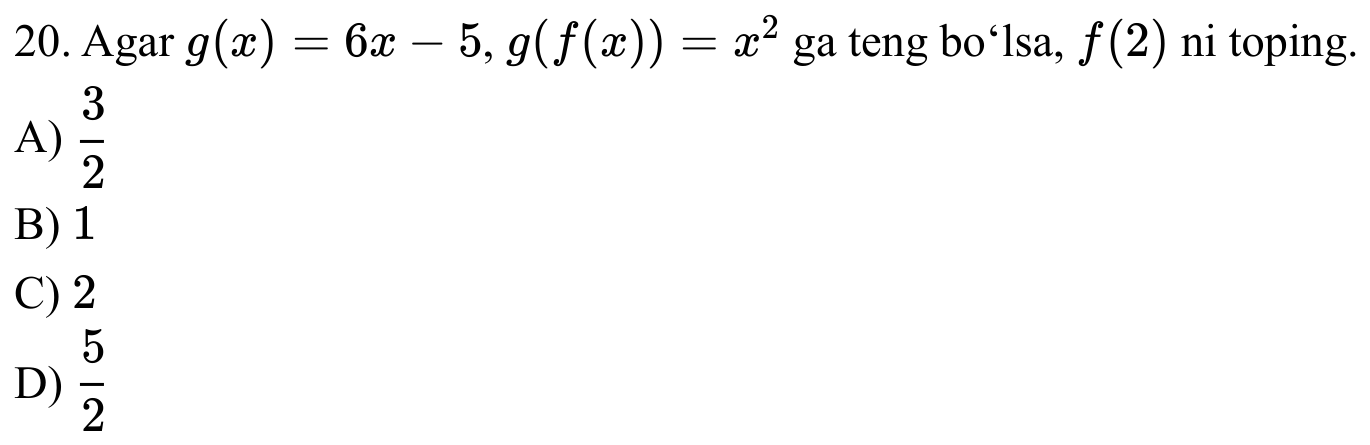 20. Agar g(x) = 6x − 5, g(f(x)) = x² ga teng bo‘lsa, f(2) ni toping.
A) 3/2
B) 1
C) 2
D) 5/2